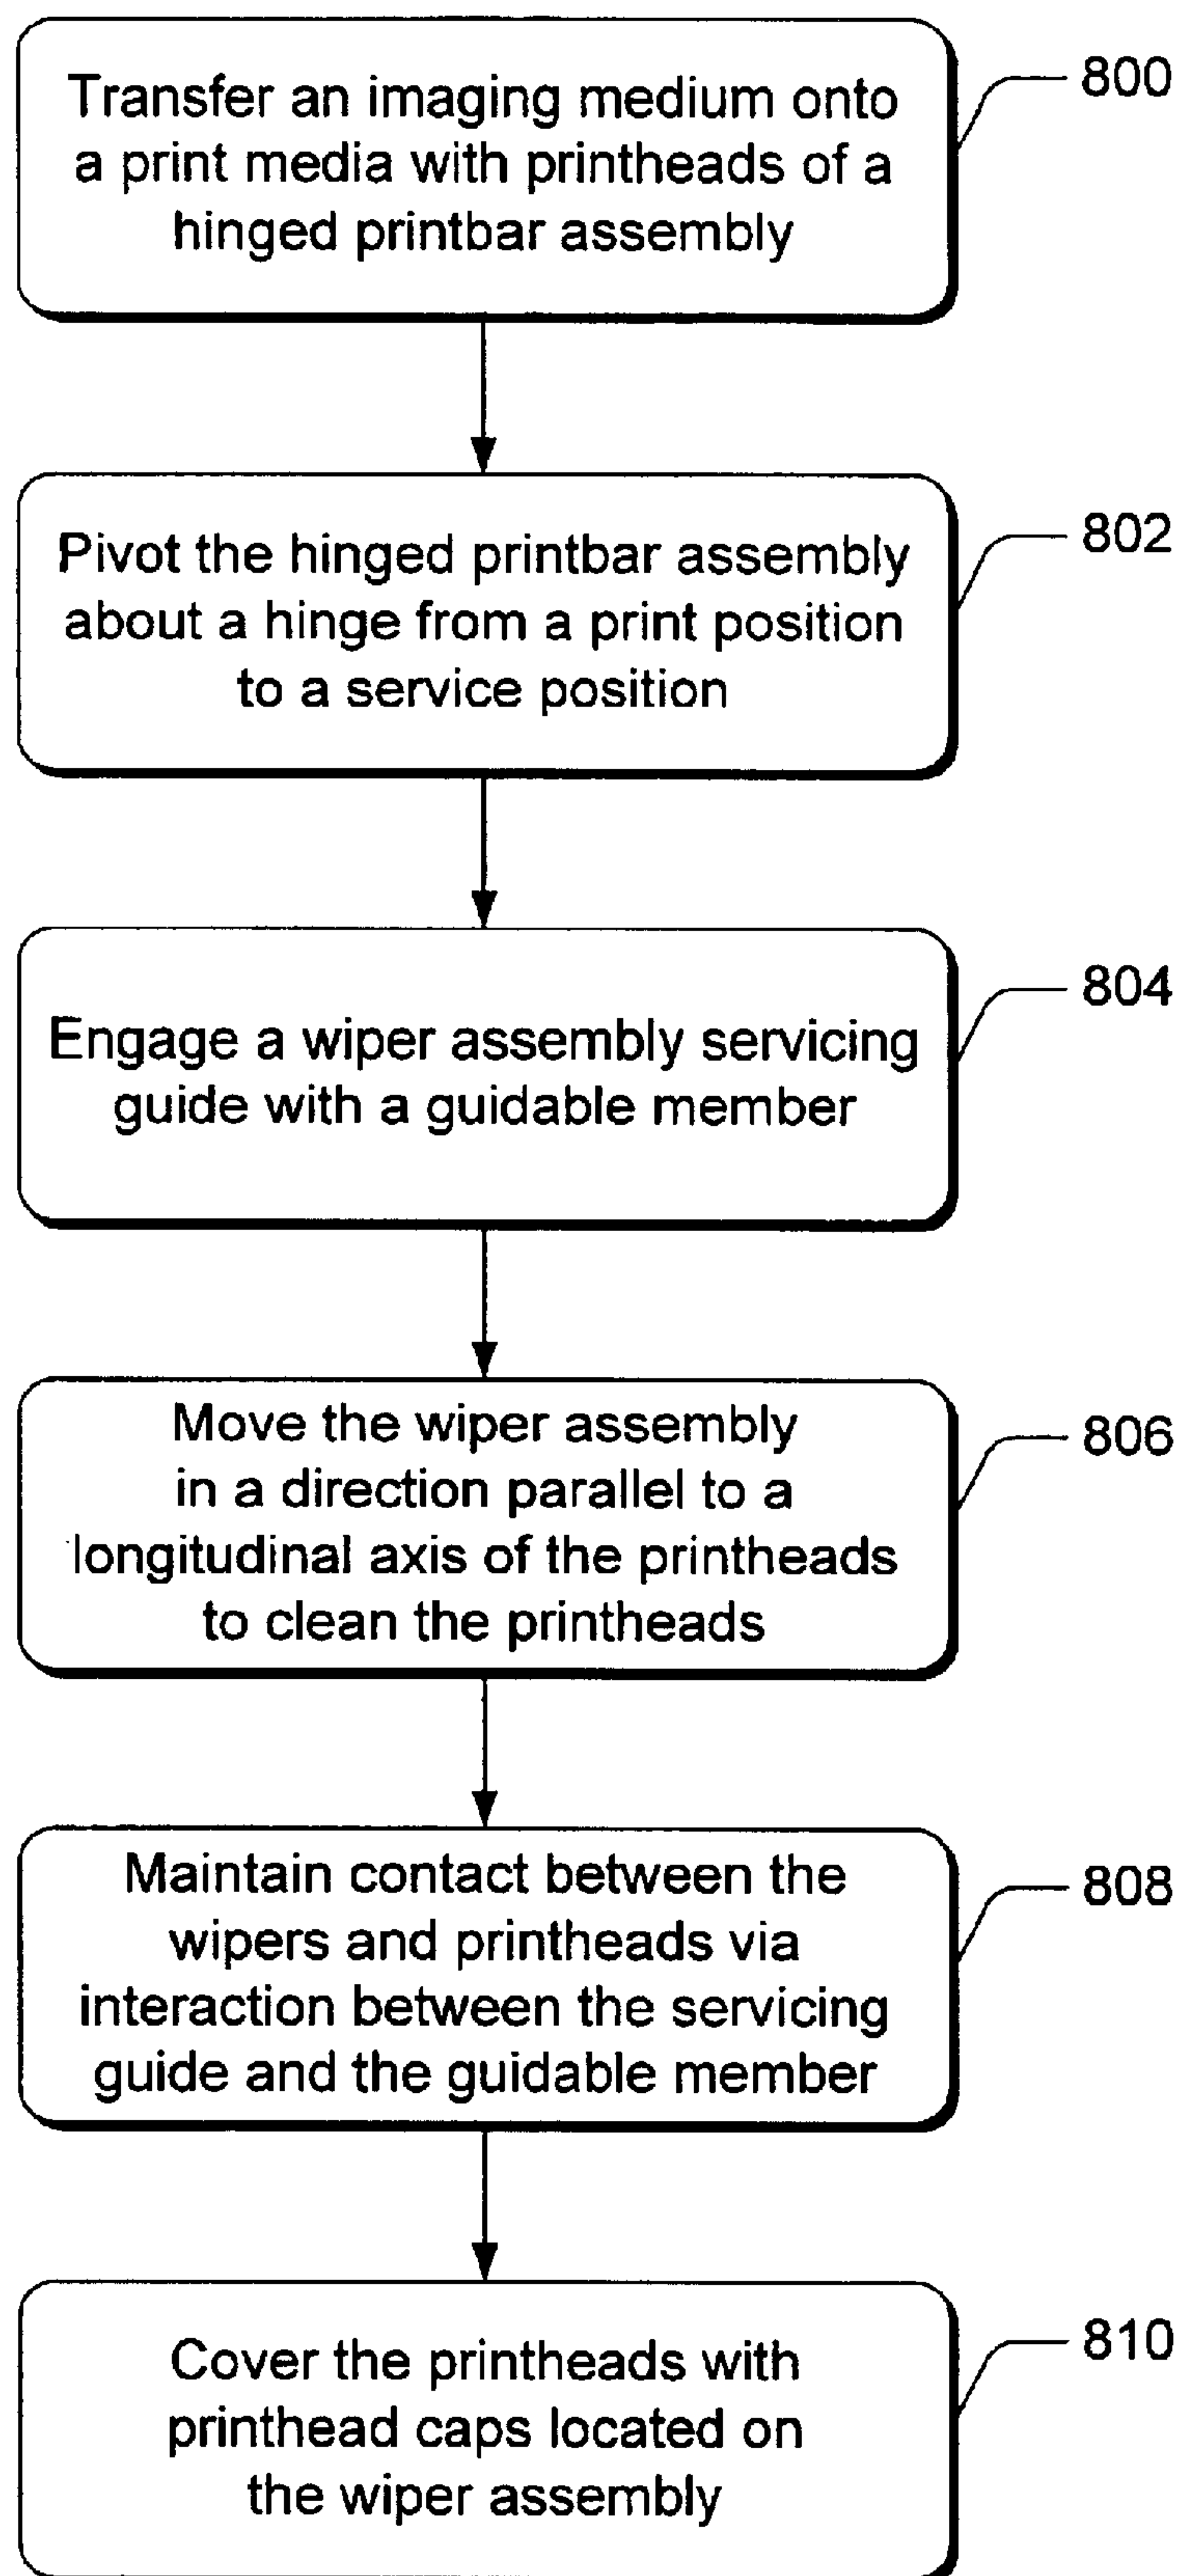 Transfer an imaging medium onto
a print media with printheads of a
hinged printbar assembly
800
Pivot the hinged printbar assembly
about a hinge from a print position
to a service position
802
Engage a wiper assembly servicing
guide with a guidable member
804
Move the wiper assembly
in a direction parallel to a
longitudinal axis of the printheads
to clean the printheads
806
Maintain contact between the
wipers and printheads via
interaction between the servicing
guide and the guidable member
808
Cover the printheads with
printhead caps located on
the wiper assembly
810